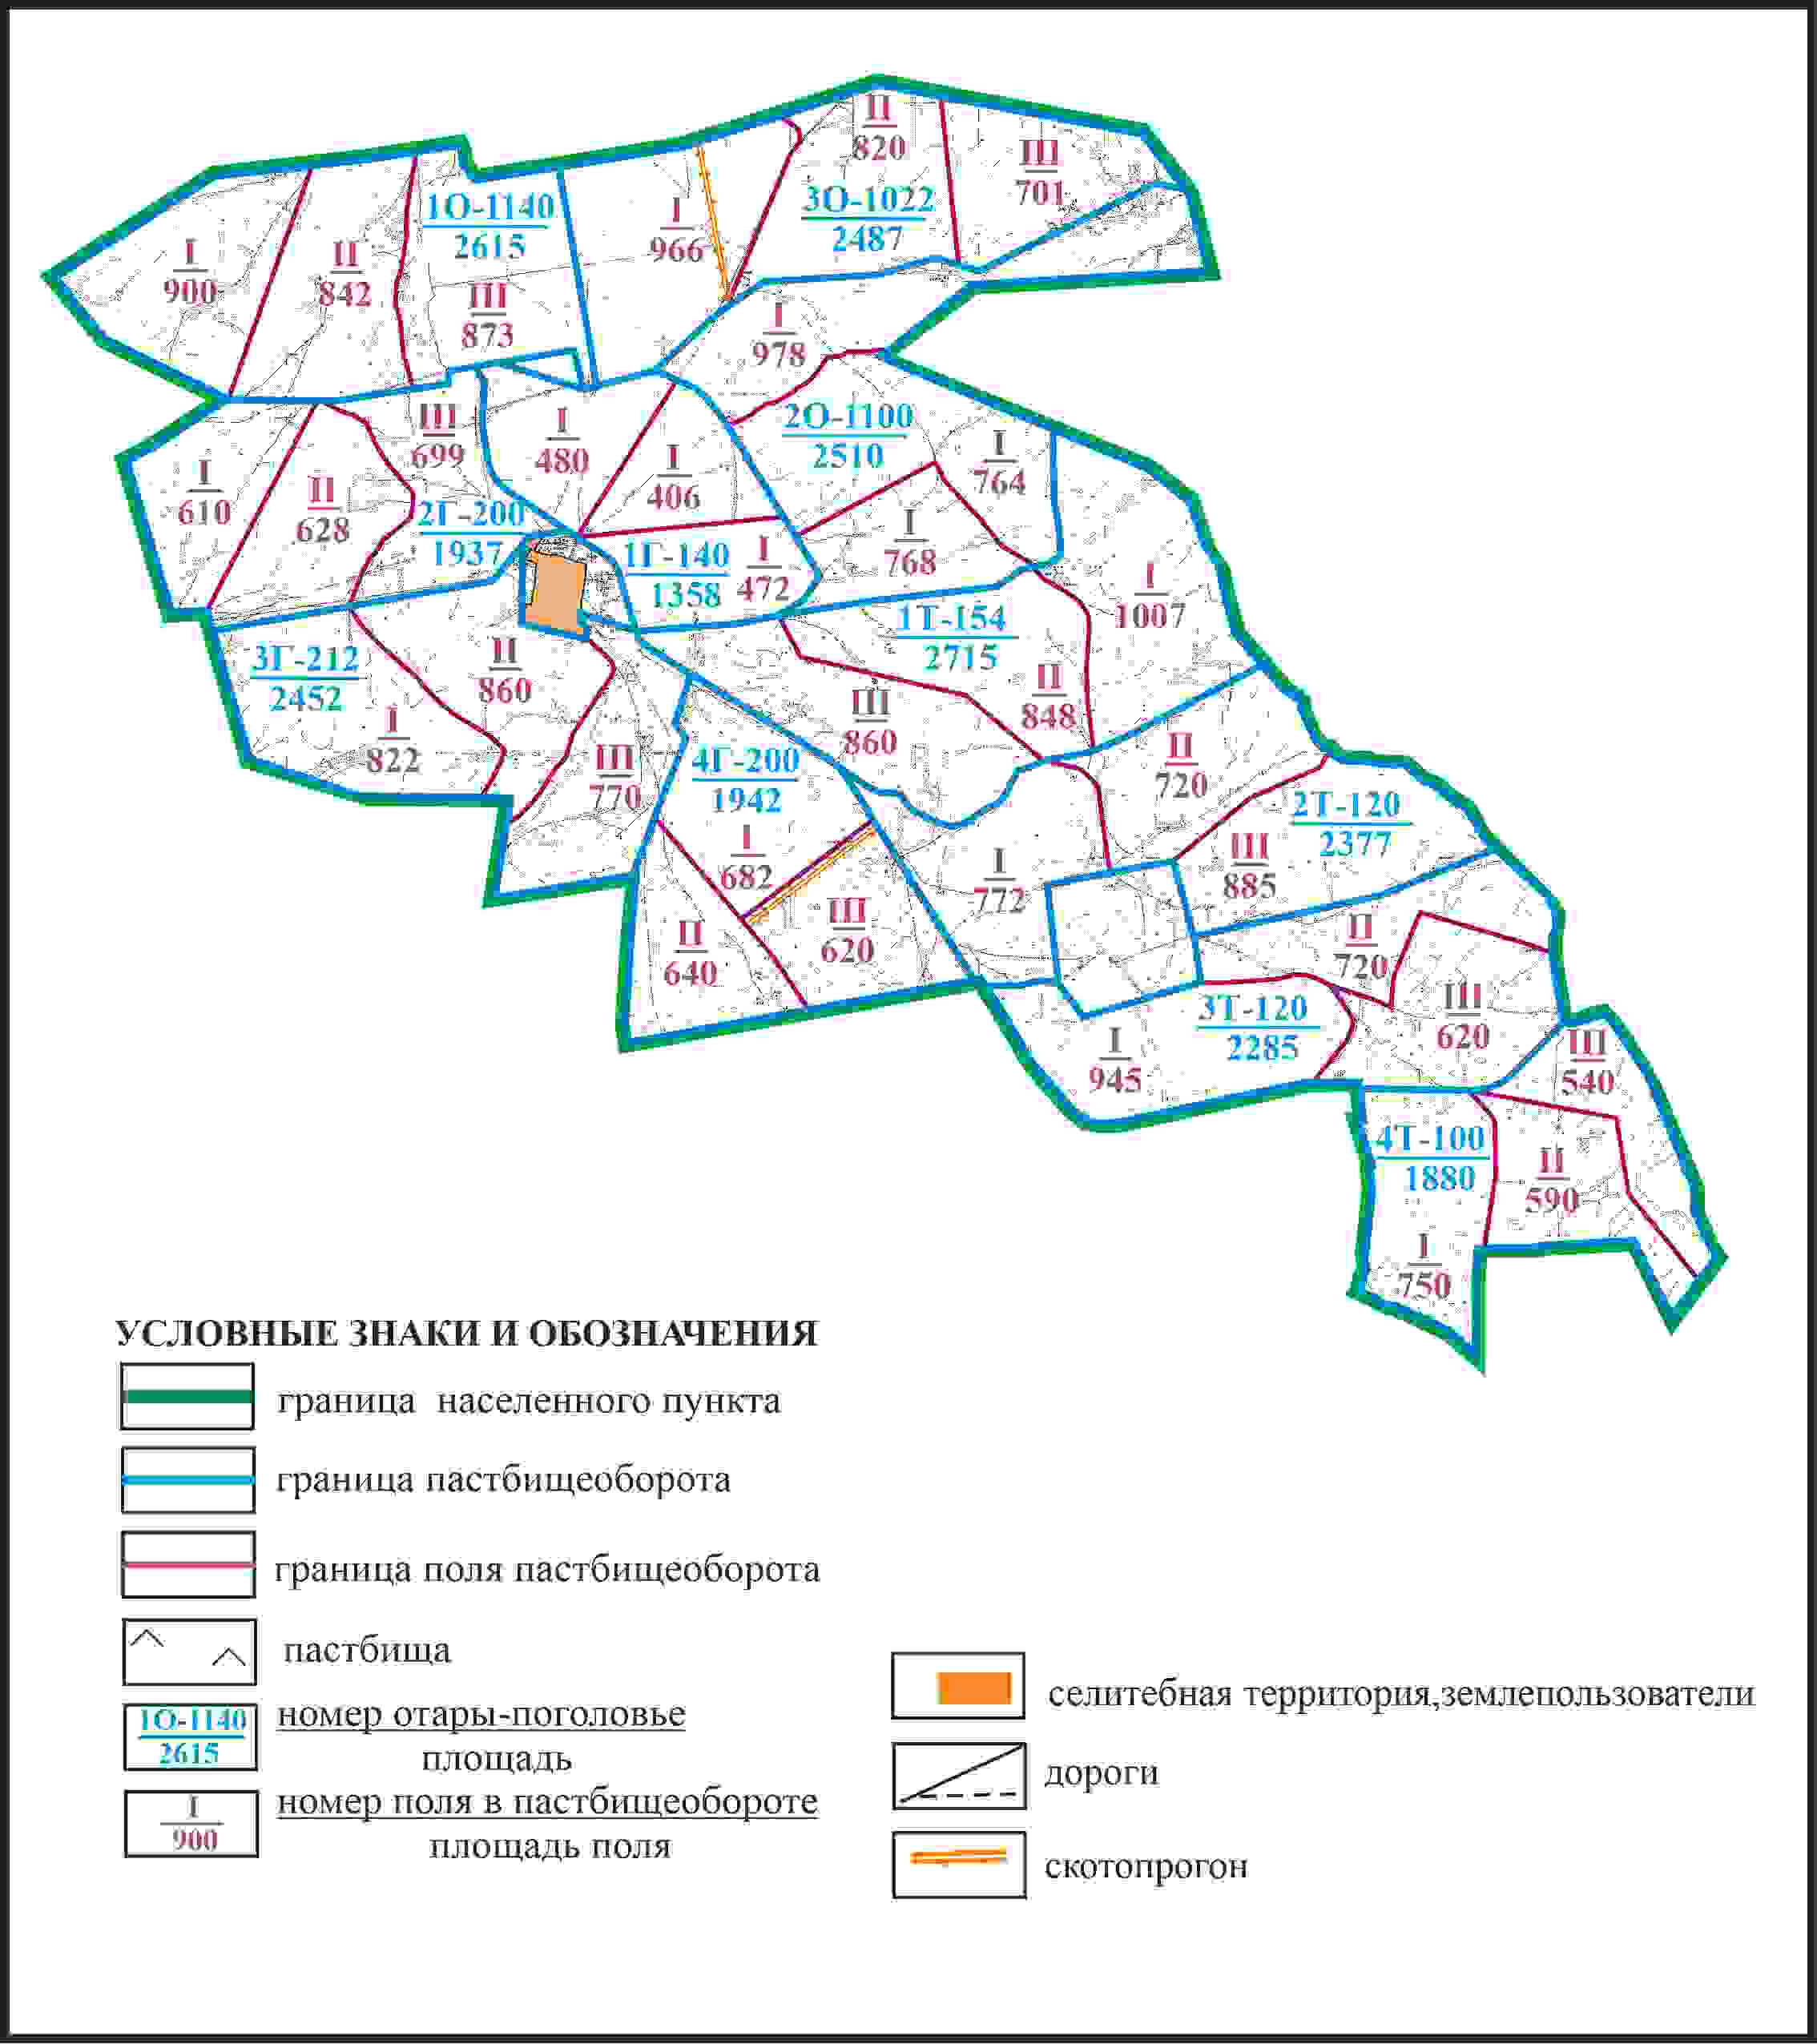 II
820
III
701
3О-1022
2487
1О-1140
2615
I
966
I
900
II
842
III
873
I
978
III
699
I
480
I
406
2О-1100
2510
I
764
I
610
II
628
2Г-200
1937
1Г-140
1358
I
472
I
768
I
1007
1Т-154
2715
3Г-212
2452
II
860
I
822
III
770
III
860
II
848
4Г-200
1942
I
682
II
640
III
620
I
772
II
720
2Т-120
2377
III
885
II
720
III
620
3Т-120
2285
I
945
III
540
4Т-100
1880
II
590
I
750
УСЛОВНЫЕ ЗНАКИ И ОБОЗНАЧЕНИЯ
граница населенного пункта
граница пастбищеоборота
граница поля пастбищеоборота
пастбища
1О-1140
2615
номер отары-поголовье
площадь
I
900
номер поля в пастбищеобороте
площадь поля
селитебная территория,землепользователи
дороги
скотопрогон